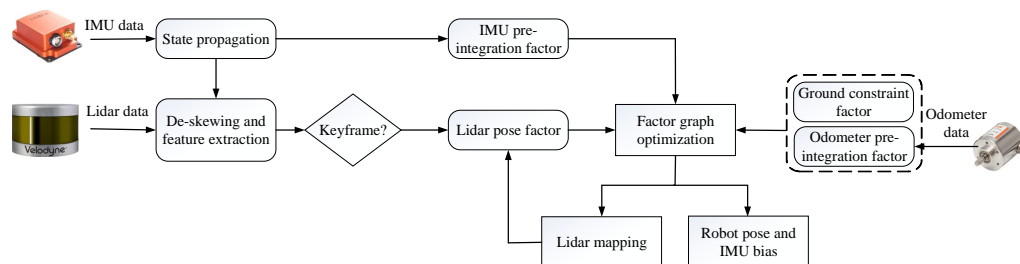 IMU data
State propagation
IMU pre-
integration factor
Lidar data
Velodyne
De-skewing and
feature extraction
Keyframe?
Lidar pose factor
Factor graph
optimization
Ground constraint
factor
Odometer pre-
integration factor
Odometer
data
Lidar mapping
Robot pose and
IMU bias